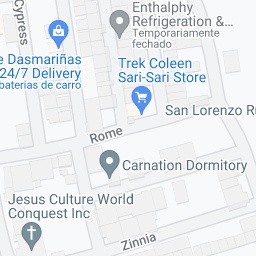 Cypress
Enthalphy
Refrigeration &...
Temporariamente
fechado
e Dasmariñas
24/7 Delivery
baterias de carro
Trek Coleen
Sari-Sari Store
San Lorenzo Ru
Rome
Carnation Dormitory
Jesus Culture World
Conquest Inc
Zinnia